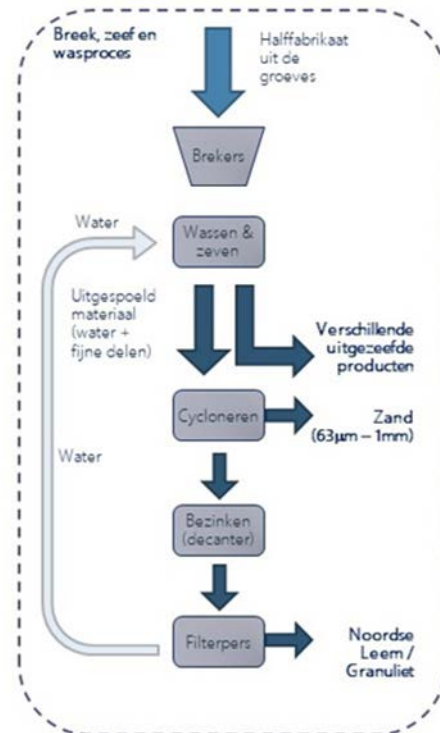 Breek, zeef en
wasproces
Halffabrikaat
uit de
groeves
Brekers
Water
Wassen &
zeven
Uitgespoeld
materiaal
(water +
fijne delen)
Verschillende
uitgezeefde
producten
Cycloneren
Zand
(63µm – 1mm)
Water
Bezinken
(decanter)
Filterpers
Noordse
Leem /
Granuliet